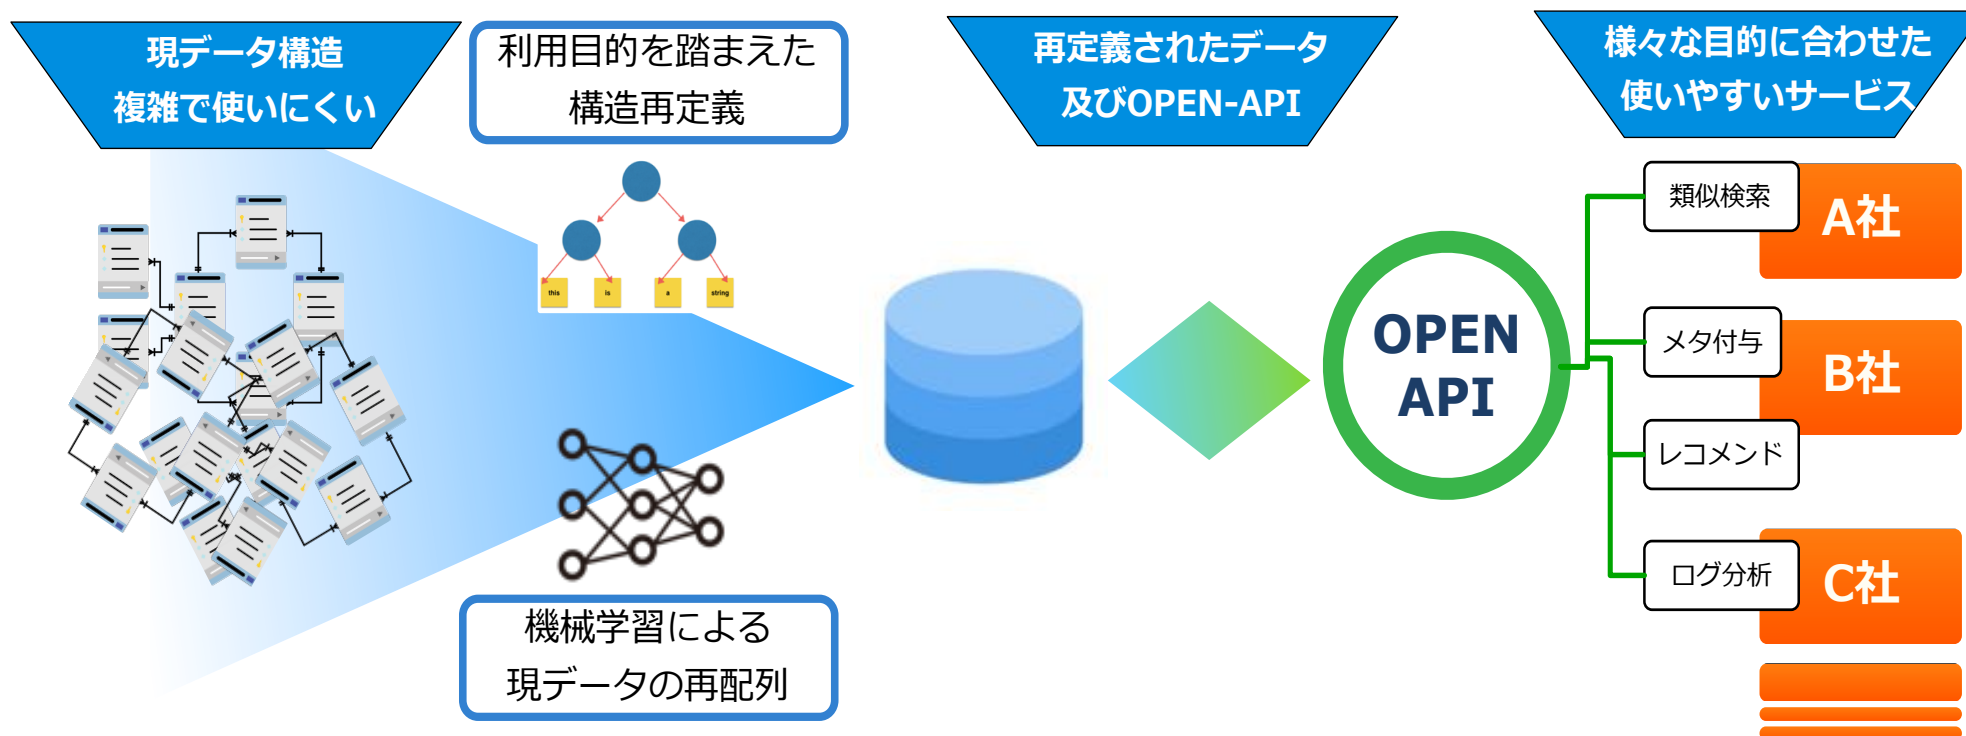 現データ構造
複雑で使いにくい
利用目的を踏まえた
構造再定義
this
is
a
string
機械学習による
現データの再配列
再定義されたデータ
及びOPEN-API
OPEN
API
様々な目的に合わせた
使いやすいサービス
類似検索
A社
メタ付与
B社
レコメンド
ログ分析
C社